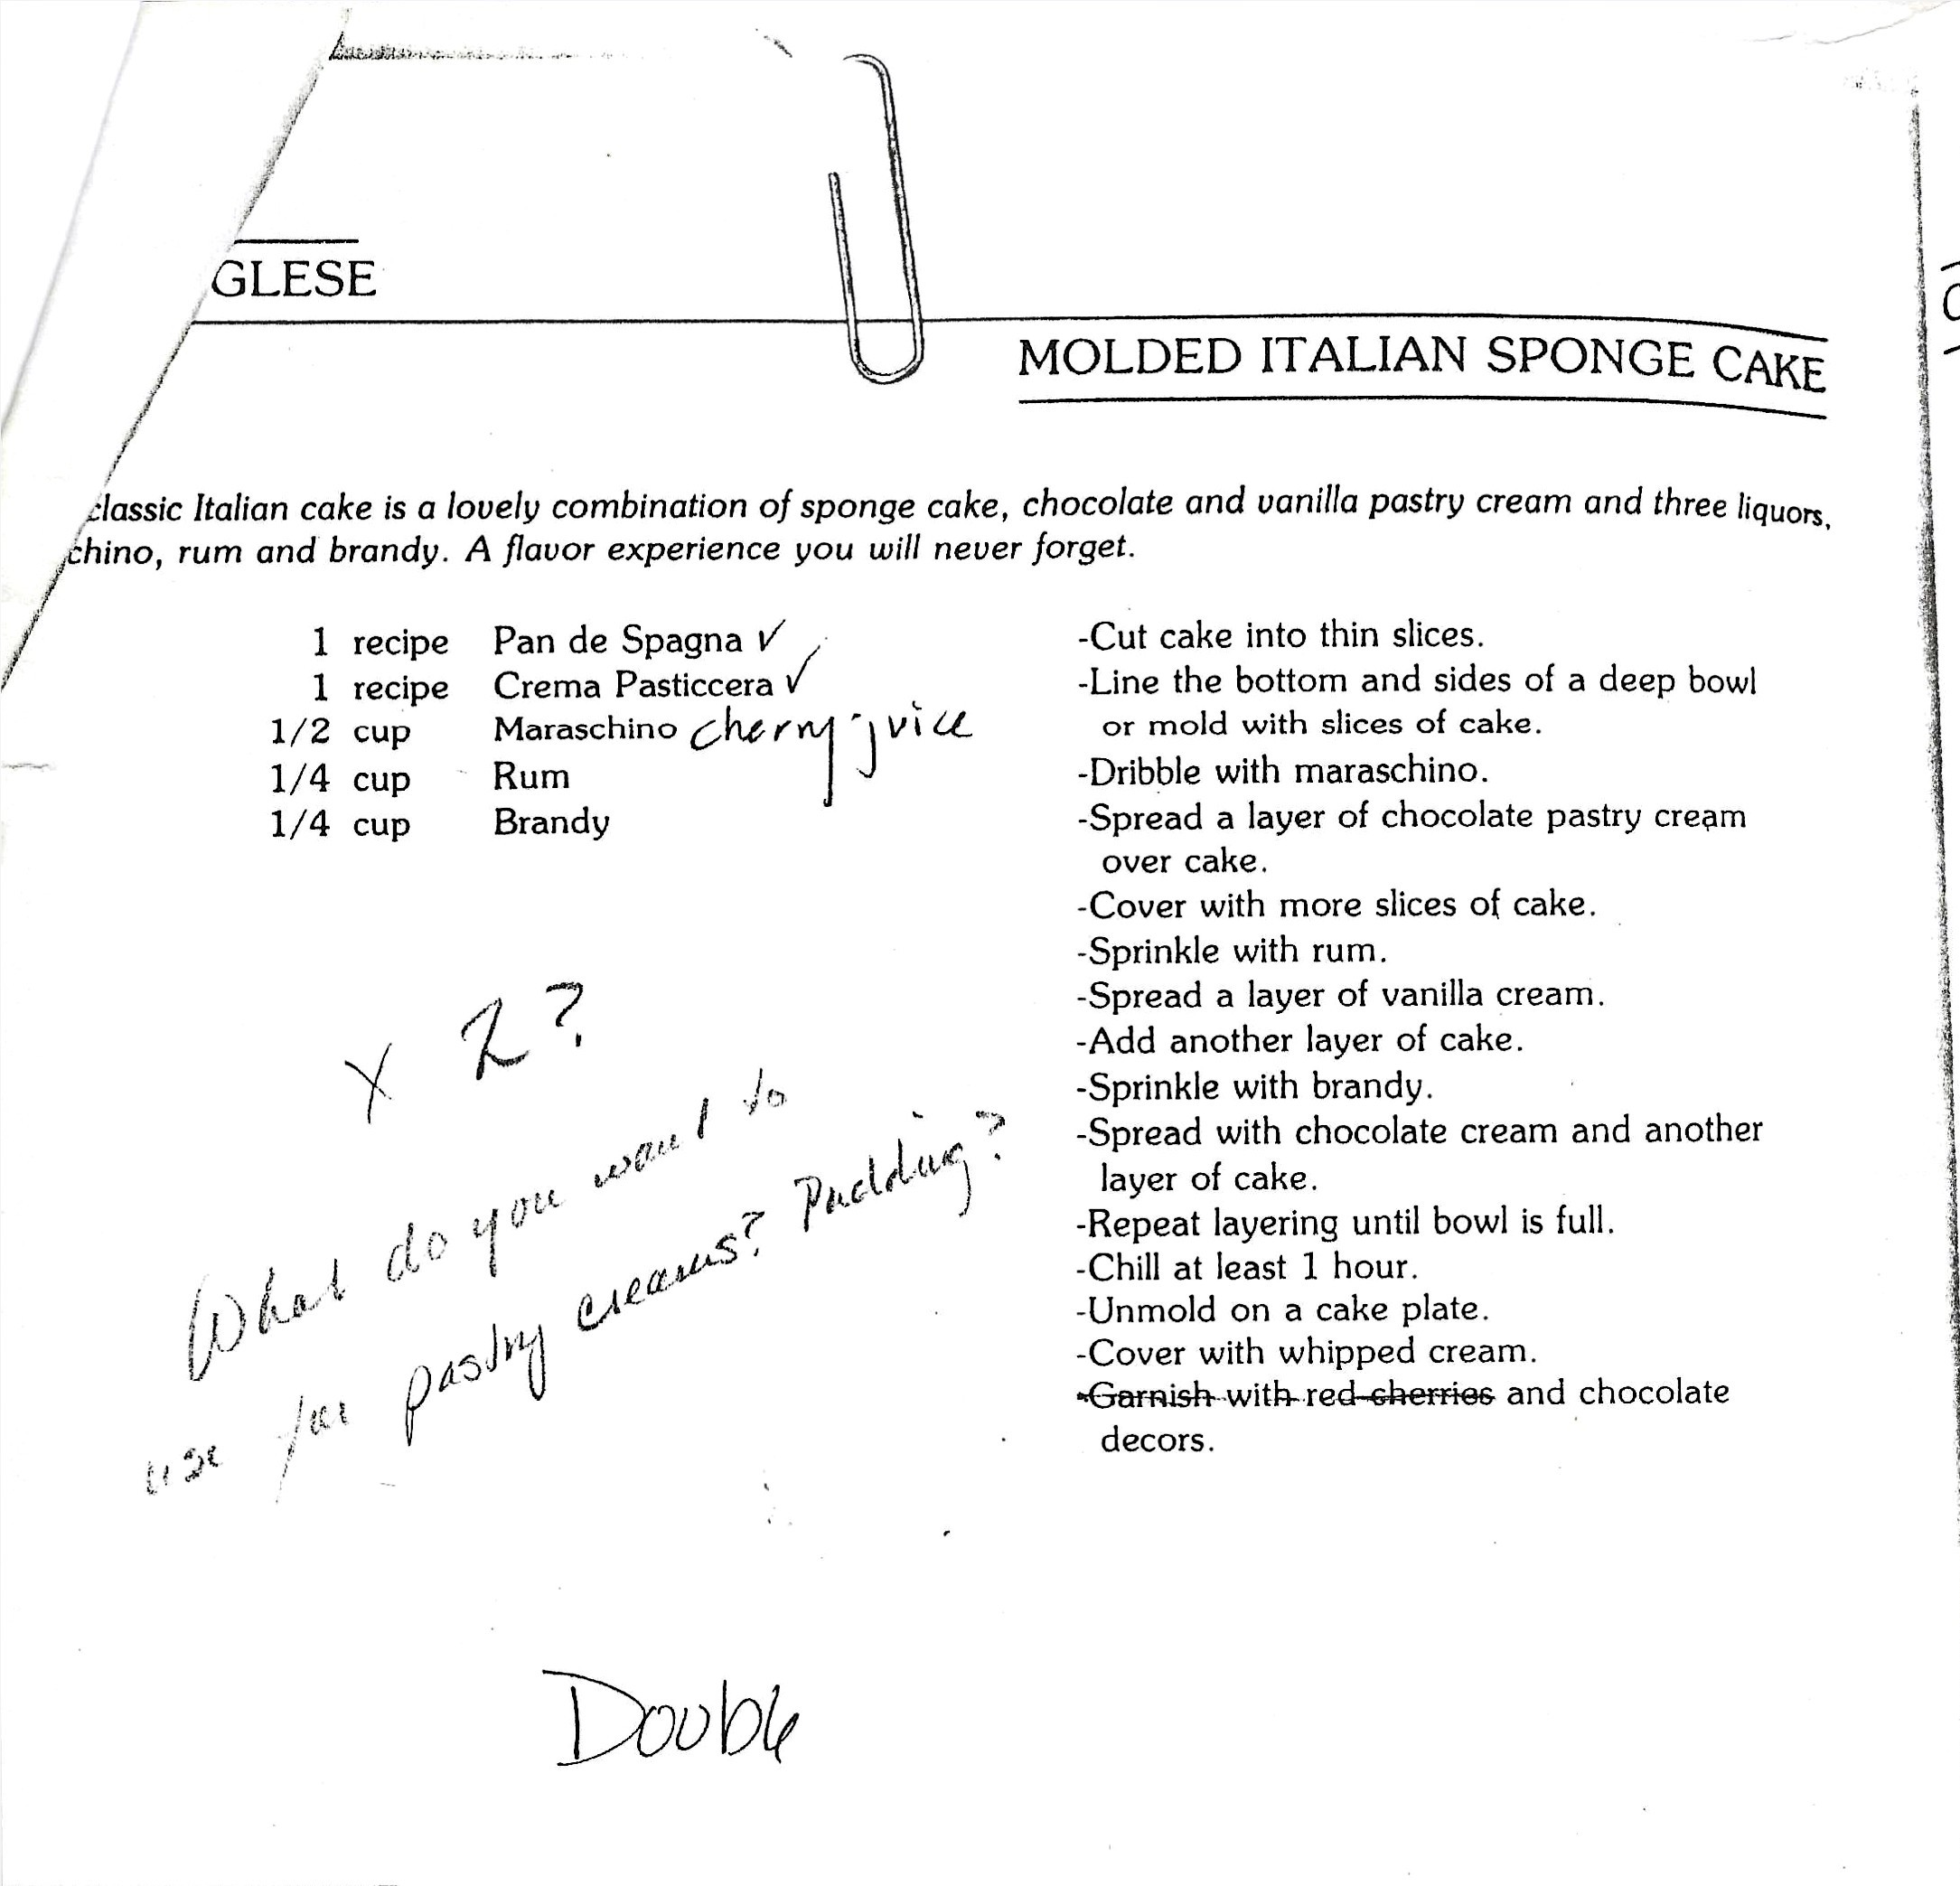 GLESE
MOLDED ITALIAN SPONGE CAKE
classic Italian cake is a lovely combination of sponge cake, chocolate and vanilla pastry cream and three liquors,
chino, rum and brandy. A flavor experience you will never forget.
1 recipe Pan de Spagna ✓
1 recipe Crema Pasticcera ✓
1/2 cup Maraschino cherry juice
1/4 cup Rum
1/4 cup Brandy
x 2?
What do you want to
use for pastry creams? Pudding?
Double
-Cut cake into thin slices.
-Line the bottom and sides of a deep bowl
or mold with slices of cake.
-Dribble with maraschino.
-Spread a layer of chocolate pastry cream
over cake.
-Cover with more slices of cake.
-Sprinkle with rum.
-Spread a layer of vanilla cream.
-Add another layer of cake.
-Sprinkle with brandy.
-Spread with chocolate cream and another
layer of cake.
-Repeat layering until bowl is full.
-Chill at least 1 hour.
-Unmold on a cake plate.
-Cover with whipped cream.
-Garnish with red cherries and chocolate
decors.